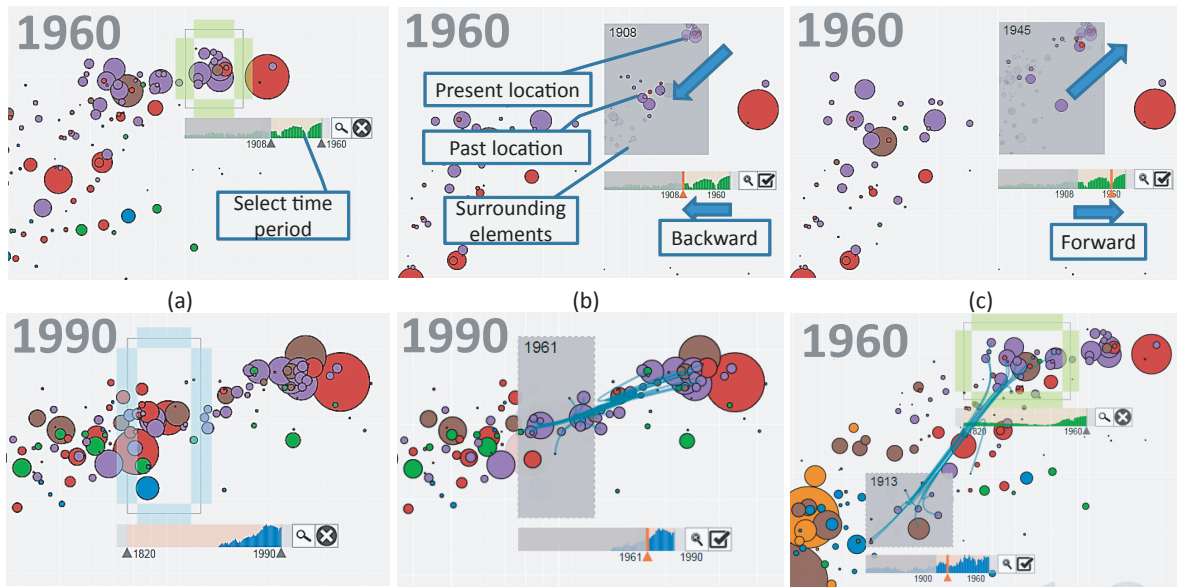 1960
1908
1960
Select time
period
(a)
1960
1908
Present location
Past location
Surrounding
elements
1908
1960
Backward
(b)
1960
1945
1908
1960
Forward
(c)
1990
1820
1990
1990
1961
1961
1990
1960
1820
1960
1913
1900
1960